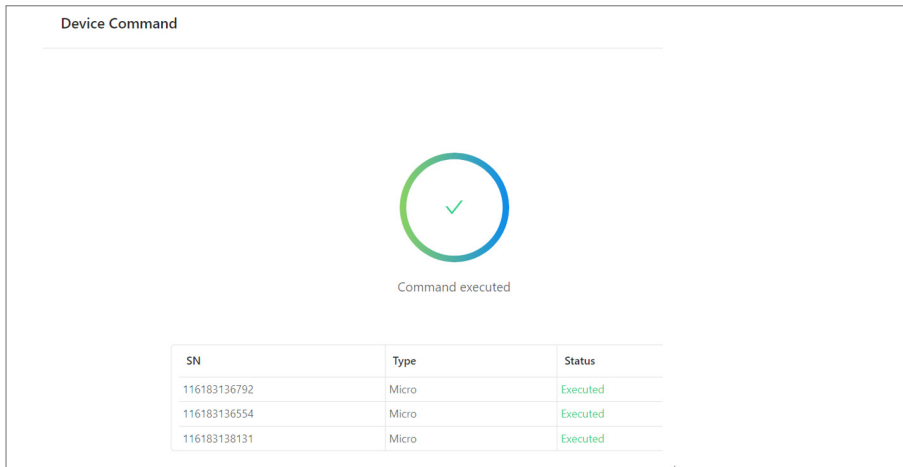 Device Command
Command executed
SN Type Status
116183136792 Micro Executed
116183136554 Micro Executed
116183138131 Micro Executed